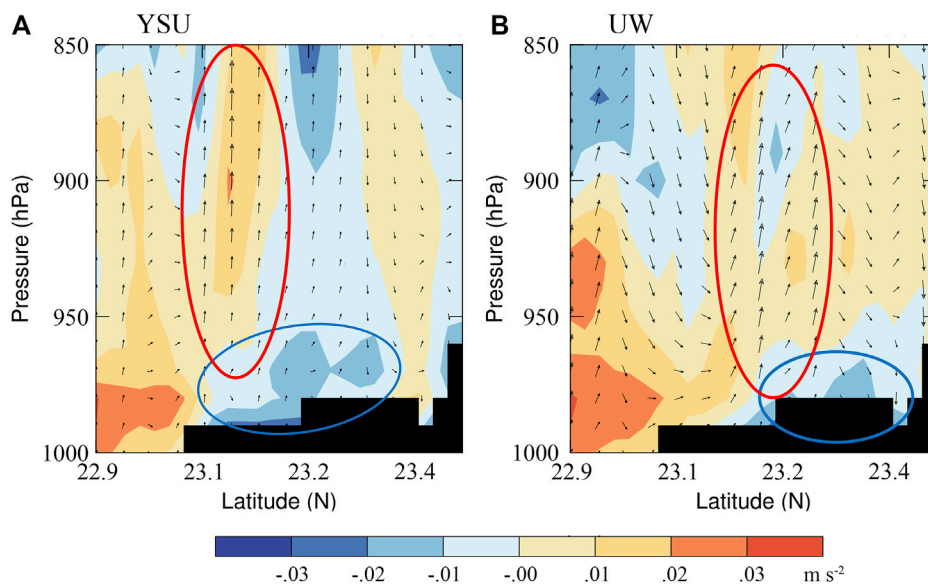 A YSU
B UW
850
900
950
1000
Pressure (hPa)
22.9 23.1 23.2 23.4
Latitude (N)
850
900
950
1000
Pressure (hPa)
22.9 23.1 23.2 23.4
Latitude (N)
-.03 -.02 -.01 -.00 .01 .02 .03 m s-2